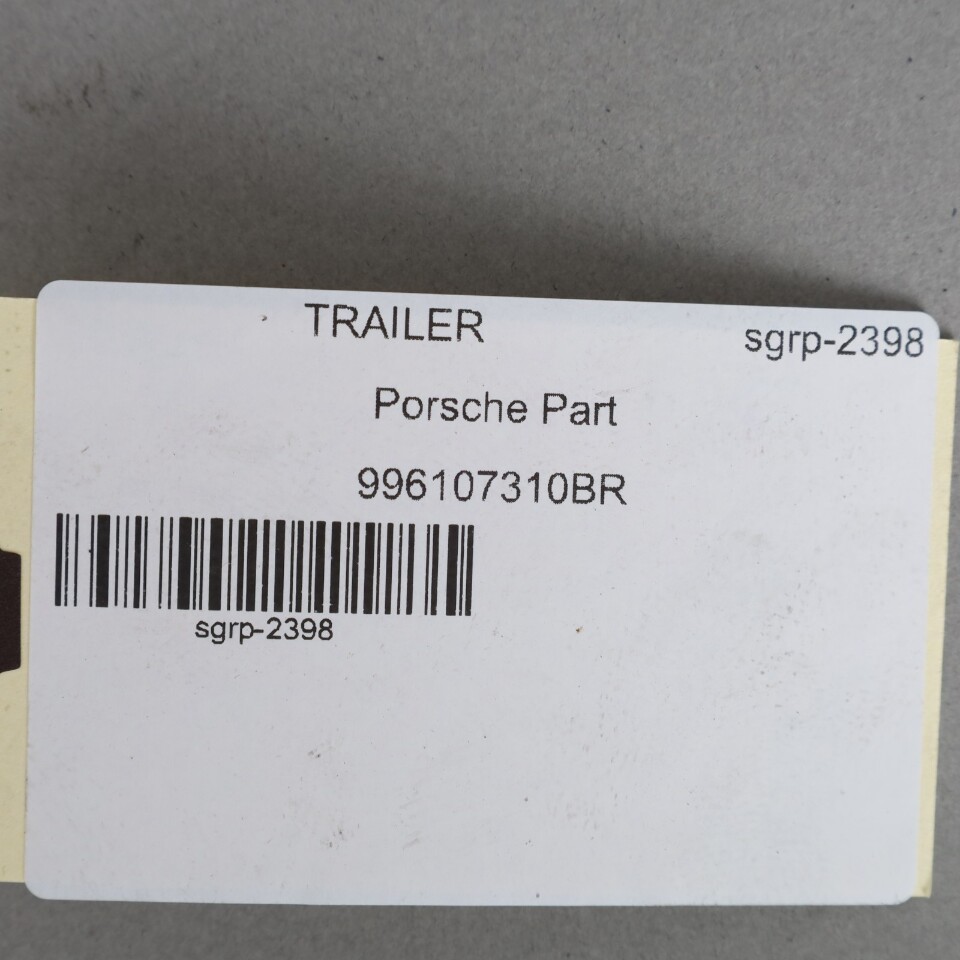 TRAILER
sgrp-2398
Porsche Part
996107310BR
sgrp-2398